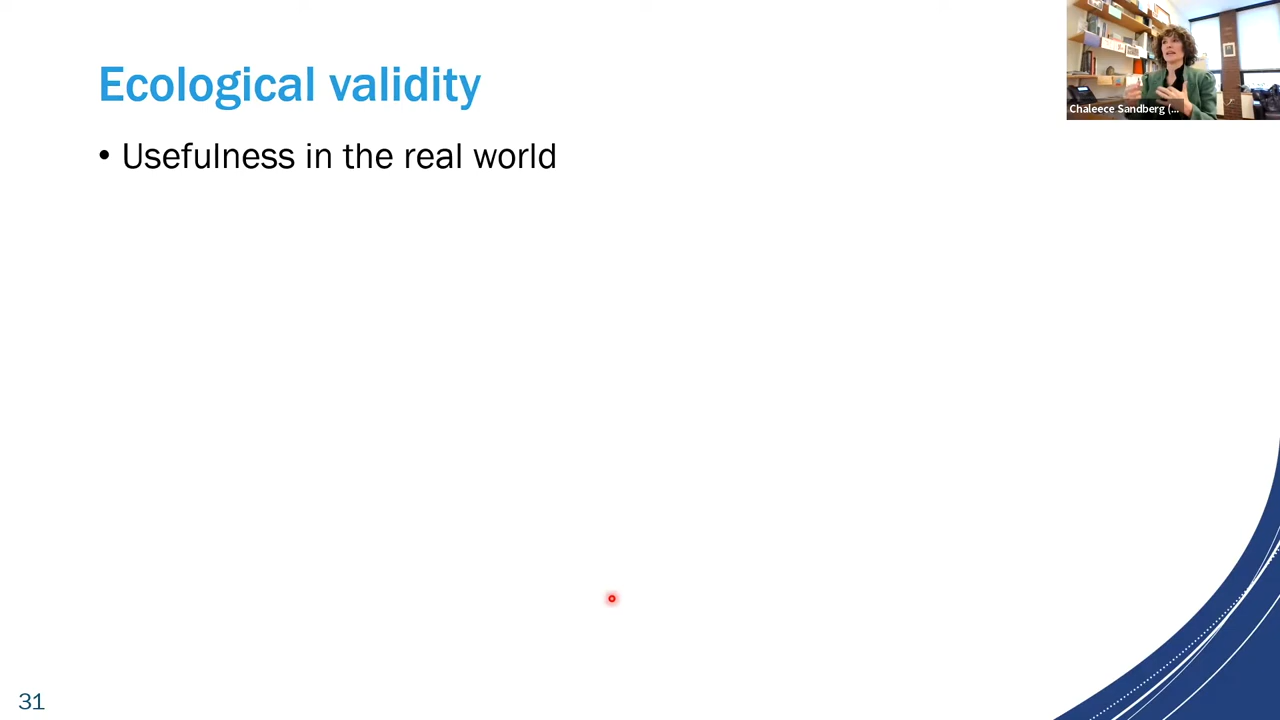 Ecological validity
• Usefulness in the real world
Chaleece Sandberg (...
31